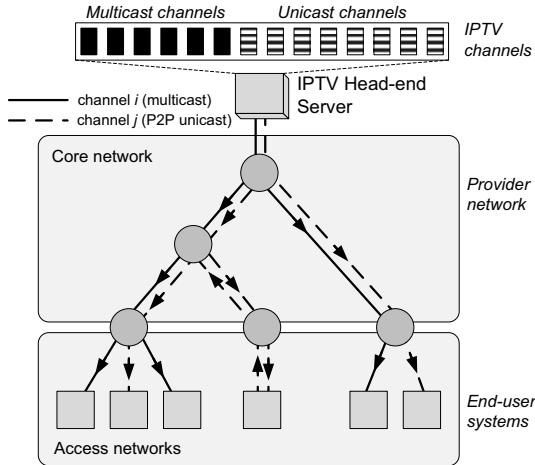 Multicast channels
Unicast channels
IPTV
channels
IPTV Head-end
Server
channel i (multicast)
channel j (P2P unicast)
Core network
Provider
network
End-user
systems
Access networks